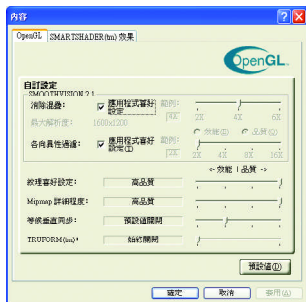 內容
OpenGL SMARTSHADER(tm) 效果
OpenGL.
自訂設定
SMOOTHVISION 2.1
消除混疊: 應用程式喜好設定 範例: 4X 2X 4X 6X
最大解析度: 1600x1200
效能(E) 品質(Q)
各向異性過濾: 應用程式喜好設定(I) 範例: 2X 2X 4X 8X 16X
<- 效能 | 品質 ->
紋理喜好設定: 高品質
Mipmap 詳細程度: 高品質
等候垂直同步: 預設值關閉
TRUFORM(tm): 始終關閉
預設值(D)
確定 取消 套用(A)